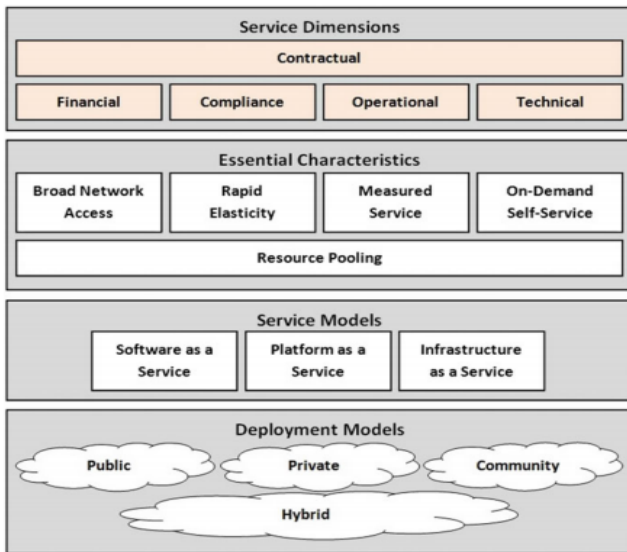 Service Dimensions
Contractual
Financial
Compliance
Operational
Technical
Essential Characteristics
Broad Network
Access
Rapid
Elasticity
Measured
Service
On-Demand
Self-Service
Resource Pooling
Service Models
Software as a
Service
Platform as a
Service
Infrastructure
as a Service
Deployment Models
Public
Private
Community
Hybrid